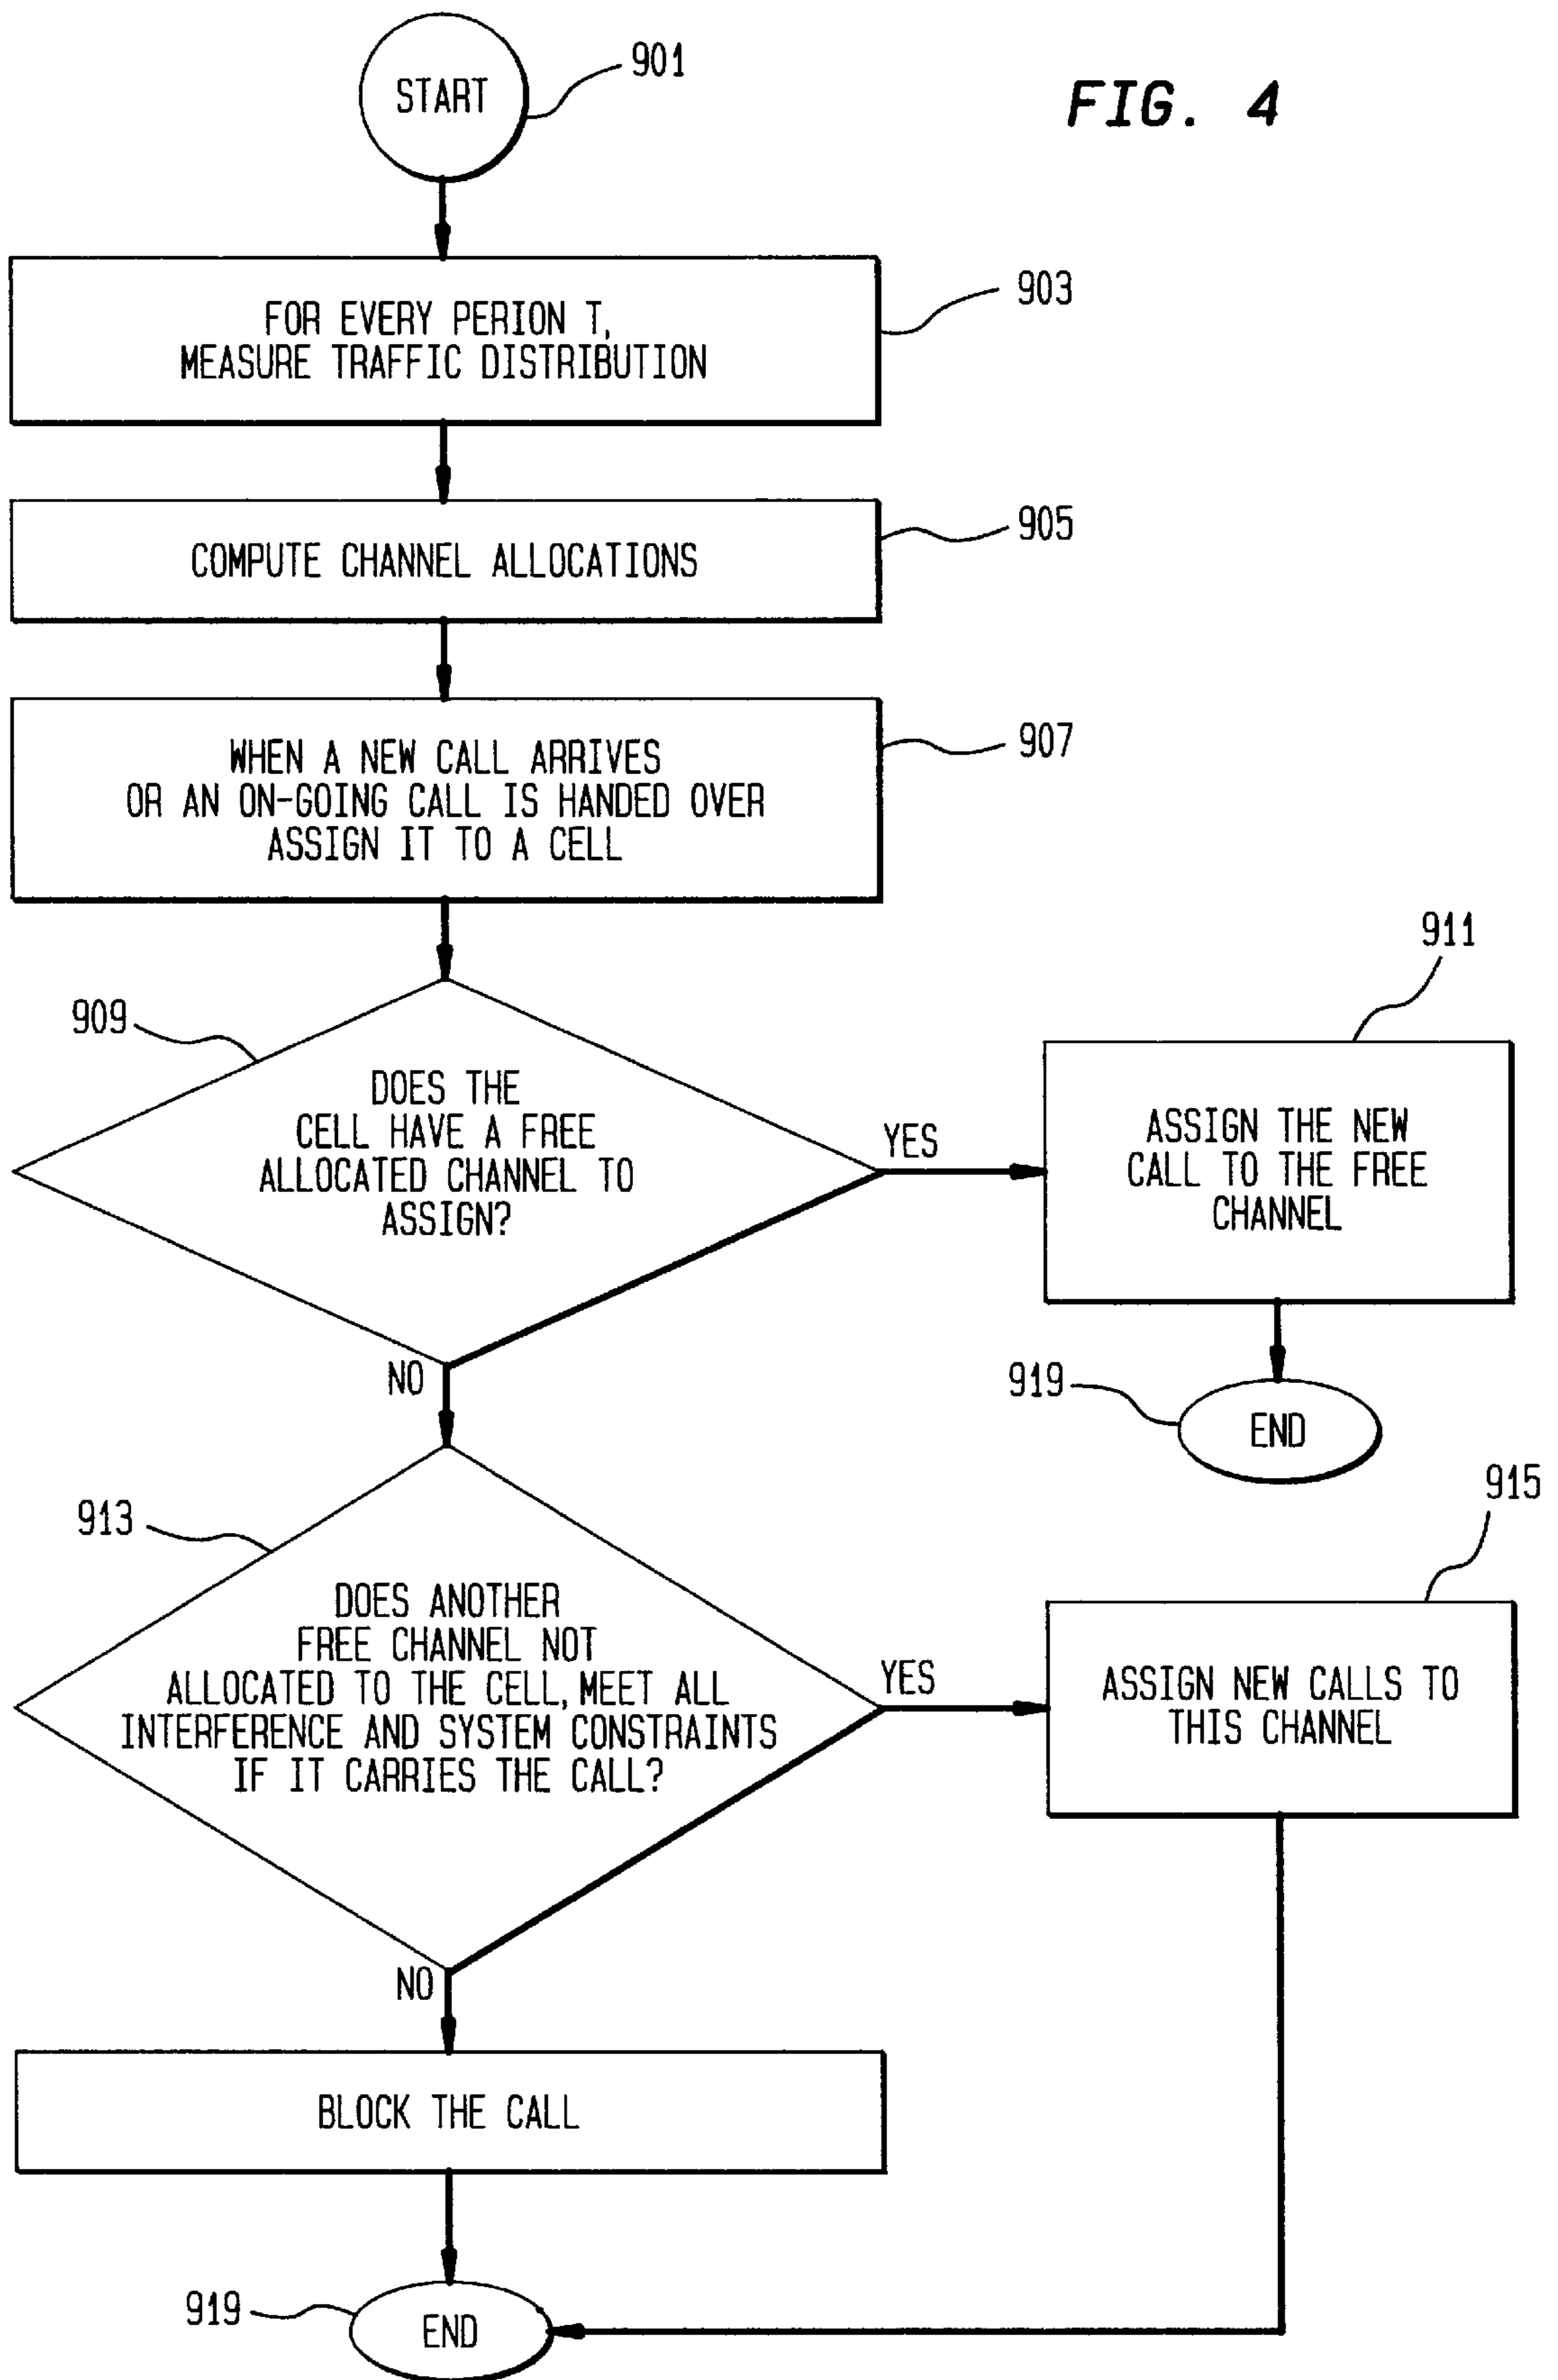 START
901
FIG. 4
FOR EVERY PERION T,
MEASURE TRAFFIC DISTRIBUTION
903
COMPUTE CHANNEL ALLOCATIONS
905
WHEN A NEW CALL ARRIVES
OR AN ON-GOING CALL IS HANDED OVER
ASSIGN IT TO A CELL
907
909
DOES THE
CELL HAVE A FREE
ALLOCATED CHANNEL TO
ASSIGN?
YES
NO
911
ASSIGN THE NEW
CALL TO THE FREE
CHANNEL
919
END
913
DOES ANOTHER
FREE CHANNEL NOT
ALLOCATED TO THE CELL, MEET ALL
INTERFERENCE AND SYSTEM CONSTRAINTS
IF IT CARRIES THE CALL?
YES
NO
915
ASSIGN NEW CALLS TO
THIS CHANNEL
BLOCK THE CALL
919
END